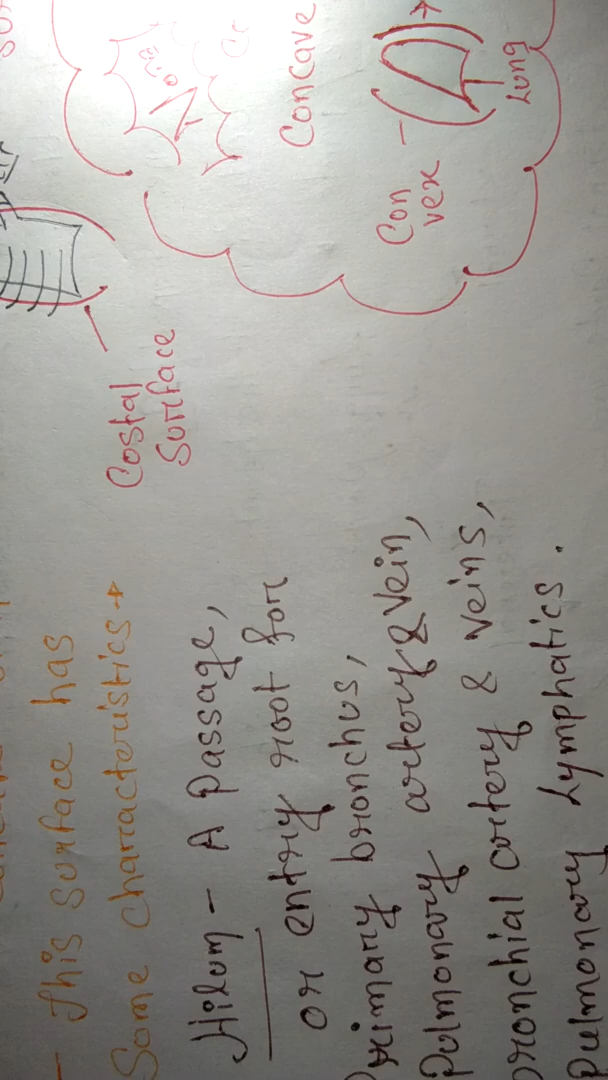 - This surface has
Some characteristics →
Hilum - A Passage,
or entry root for
Primary bronchus,
Pulmonary artery & vein,
bronchial artery & veins,
Pulmonary Lymphatics.
Costal
Surface
Concave
Con
vex
Lung